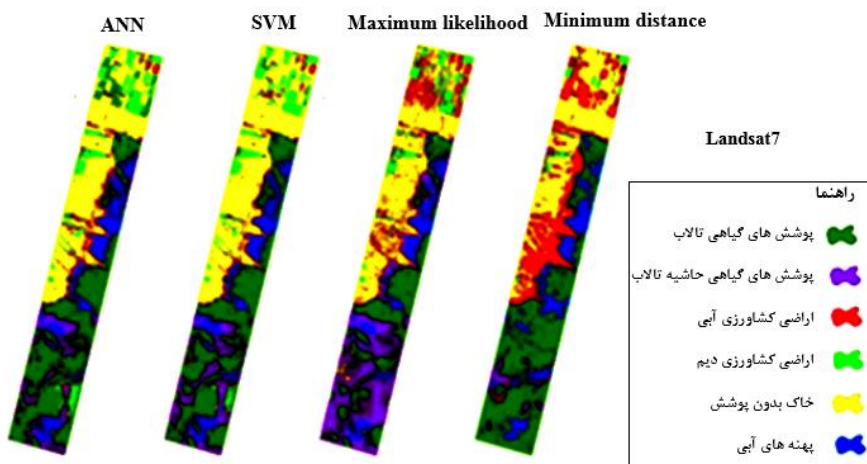 ANN
SVM
Maximum likelihood
Minimum distance
Landsat7
راهنما
پوشش های گیاهی تالاب
پوشش های گیاهی حاشیه تالاب
اراضی کشاورزی آبی
اراضی کشاورزی دیم
خاک بدون پوشش
پهنه های آبی